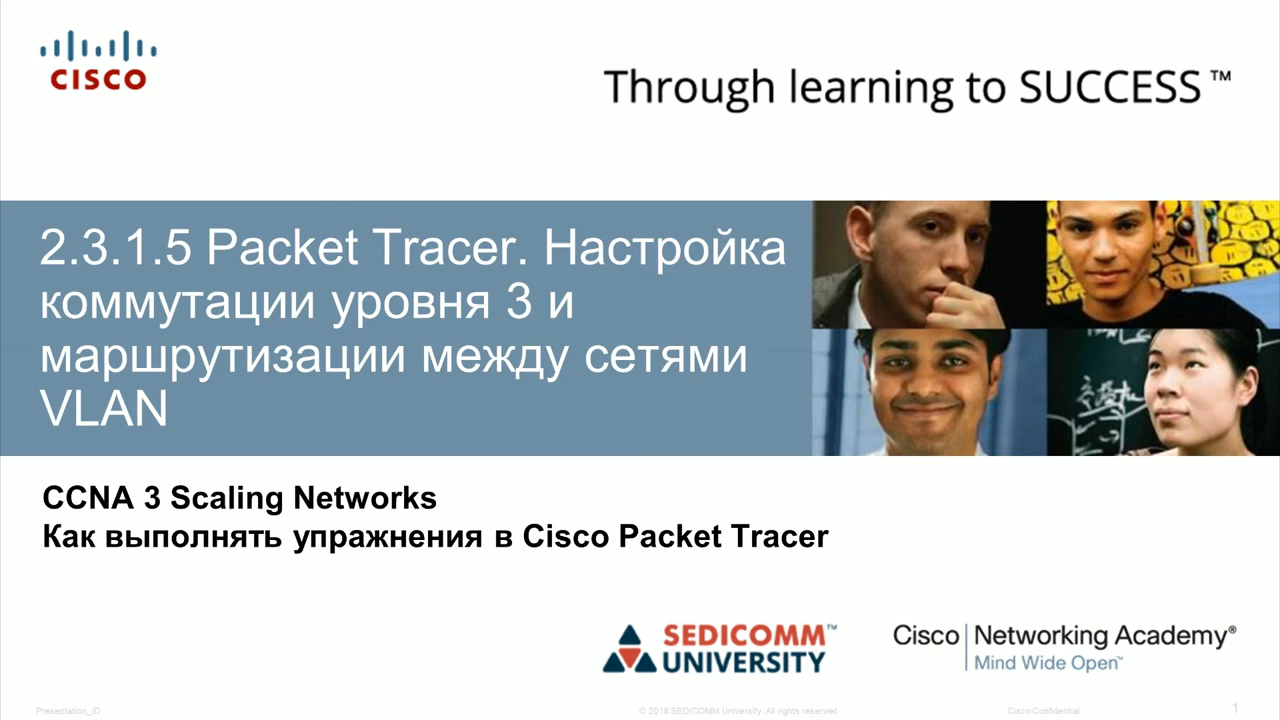 CISCO
Through learning to SUCCESS™
2.3.1.5 Packet Tracer. Настройка
коммутации уровня 3 и
маршрутизации между сетями
VLAN
CCNA 3 Scaling Networks
Как выполнять упражнения в Cisco Packet Tracer
SEDICOMM™
UNIVERSITY
Cisco Networking Academy®
Mind Wide Open™
Presentation_ID
© 2018 SEDICOMM University. All rights reserved
Cisco Confidential
1